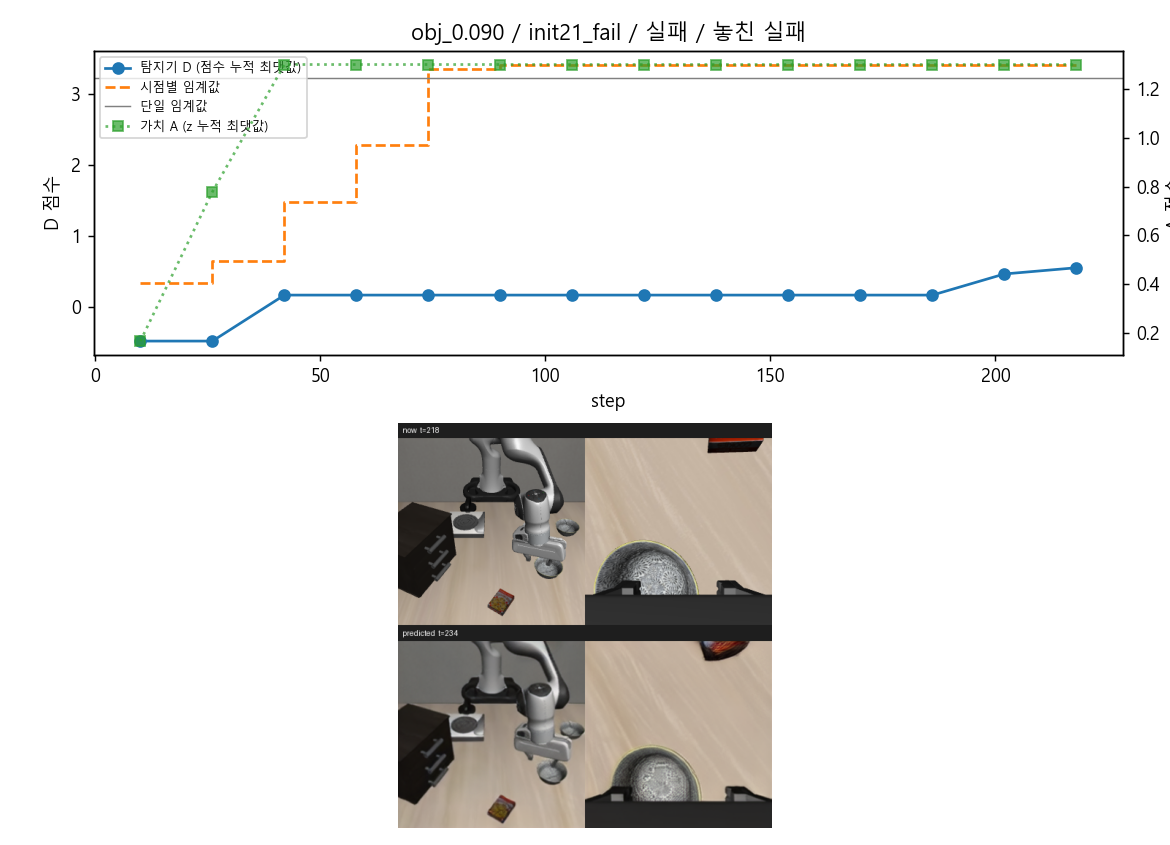 obj_0.090 / init21_fail / 실패 / 놓친 실패
탐지기 D (점수 누적 최댓값)
시점별 임계값
단일 임계값
가치 A (z 누적 최댓값)
D 점수
3
2
1
0
1.2
1.0
0.8
0.6
0.4
0.2
0 50 100 150 200
step
now t=218
predicted t=234